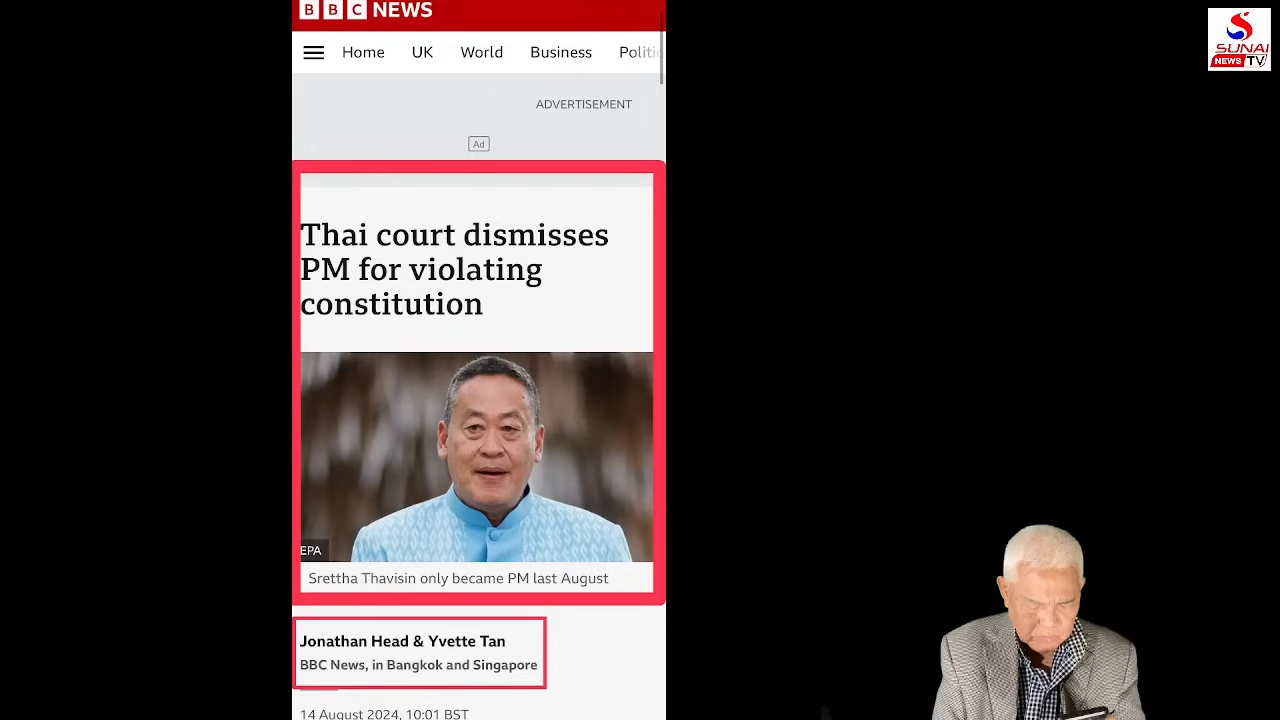 BBC NEWS
Home UK World Business Politic
ADVERTISEMENT
Ad
Thai court dismisses
PM for violating
constitution
EPA
Srettha Thavisin only became PM last August
Jonathan Head & Yvette Tan
BBC News, in Bangkok and Singapore
14 August 2024, 10:01 BST
SUNAI
NEWS TV